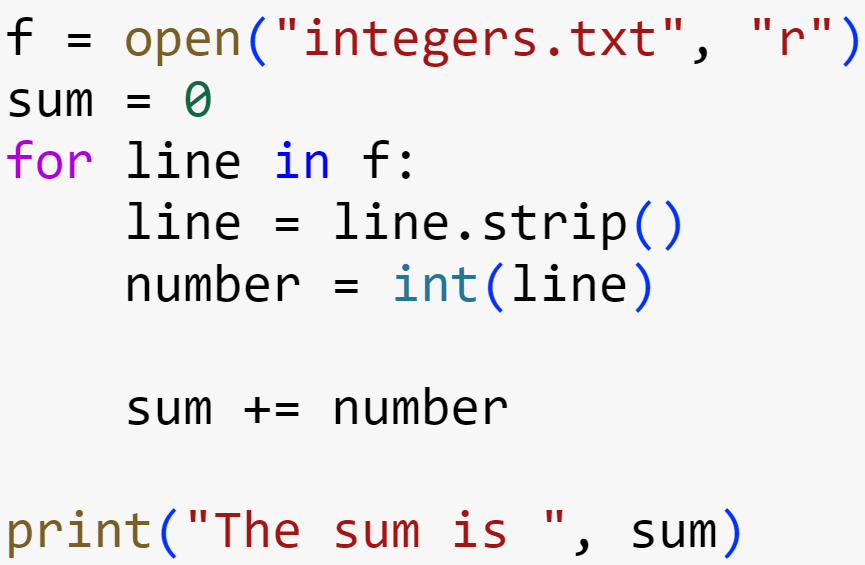 f = open("integers.txt", "r")
sum = 0
for line in f:
    line = line.strip()
    number = int(line)

    sum += number

print("The sum is ", sum)